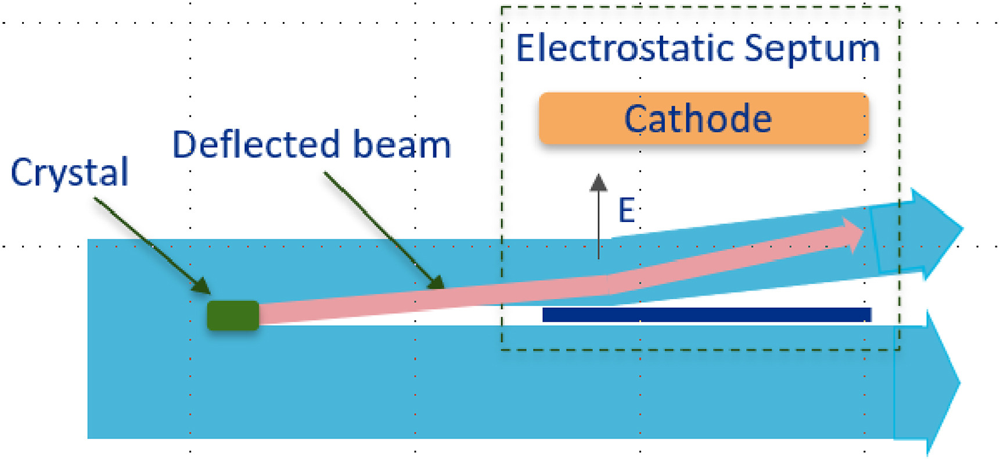 Electrostatic Septum
Cathode
Deflected beam
Crystal
E